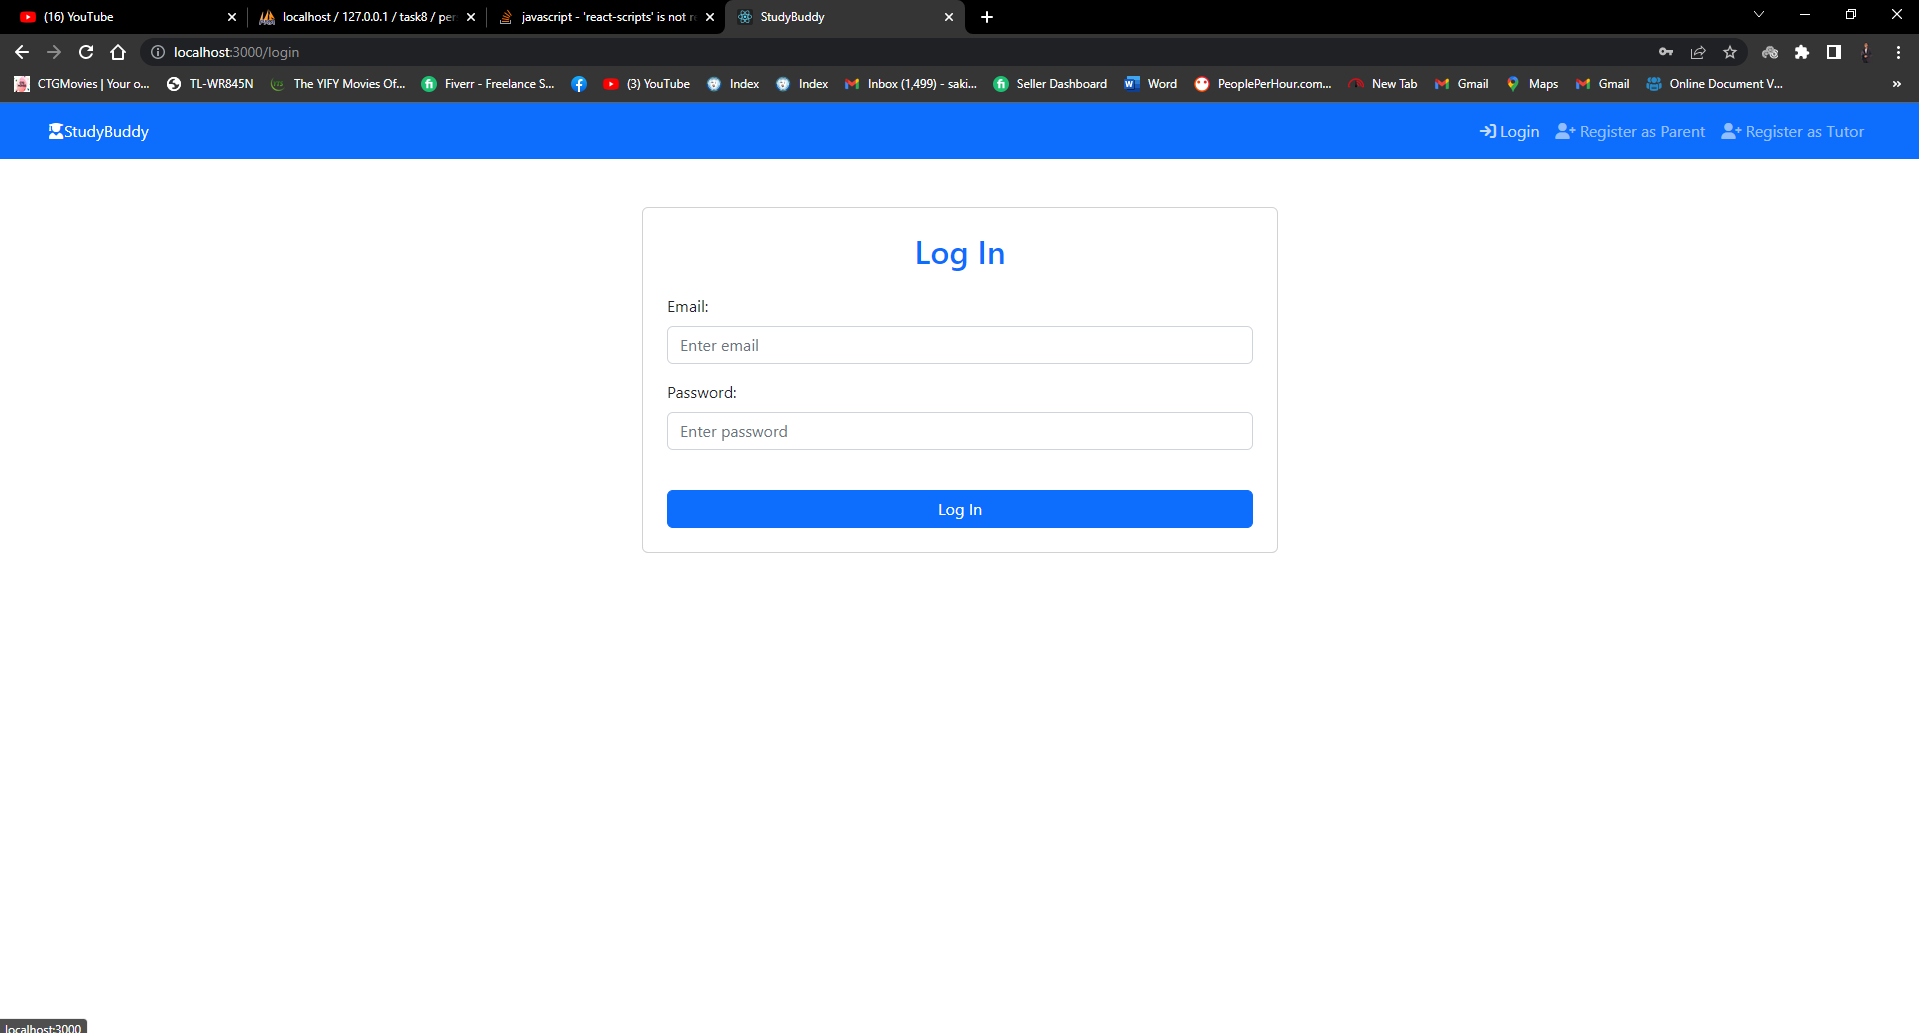 (16) YouTube
localhost / 127.0.0.1 / task8 / per
javascript - 'react-scripts' is not re
StudyBuddy
localhost:3000/login
CTGMovies | Your o...
TL-WR845N
The YIFY Movies Of...
Fiverr - Freelance S...
(3) YouTube
Index
Index
Inbox (1,499) - saki...
Seller Dashboard
Word
PeoplePerHour.com...
New Tab
Gmail
Maps
Gmail
Online Document V...
»
StudyBuddy
Login
Register as Parent
Register as Tutor
Log In
Email:
Enter email
Password:
Enter password
Log In
localhost:3000